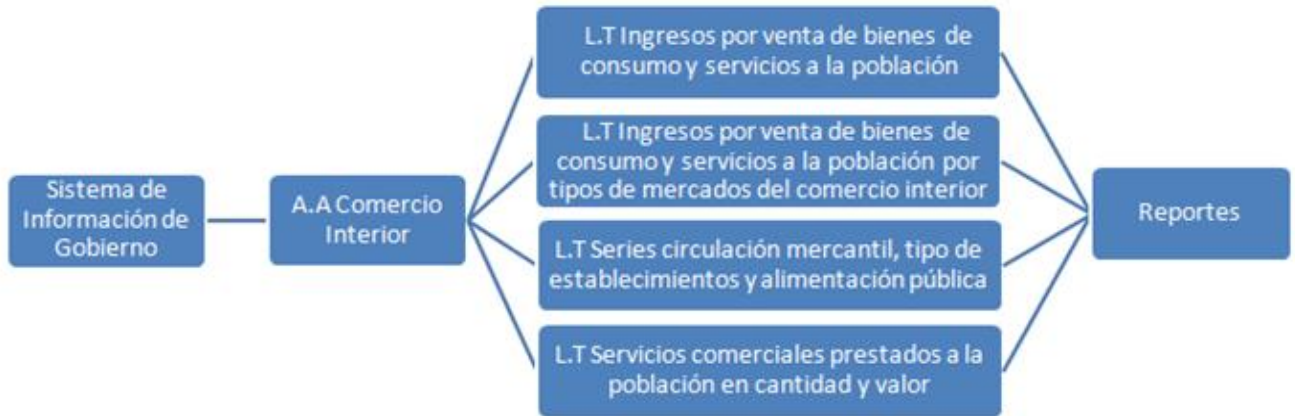 Sistema de
Información de
Gobierno
A.A Comercio
Interior
L.T Ingresos por venta de bienes de
consumo y servicios a la población
L.T Ingresos por venta de bienes de
consumo y servicios a la población por
tipos de mercados del comercio interior
L.T Series circulación mercantil, tipo de
establecimientos y alimentación pública
L.T Servicios comerciales prestados a la
población en cantidad y valor
Reportes